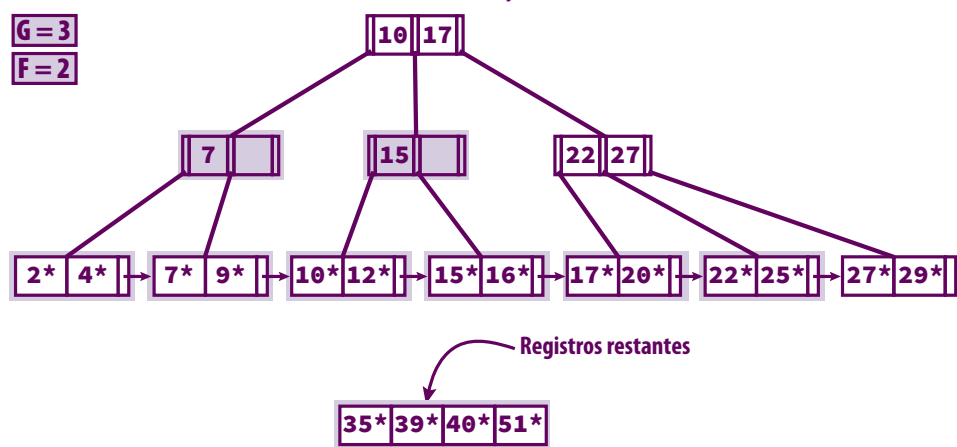 G = 3
F = 2
10 17
7
15
22 27
2* 4*
7* 9*
10* 12*
15* 16*
17* 20*
22* 25*
27* 29*
Registros restantes
35* 39* 40* 51*